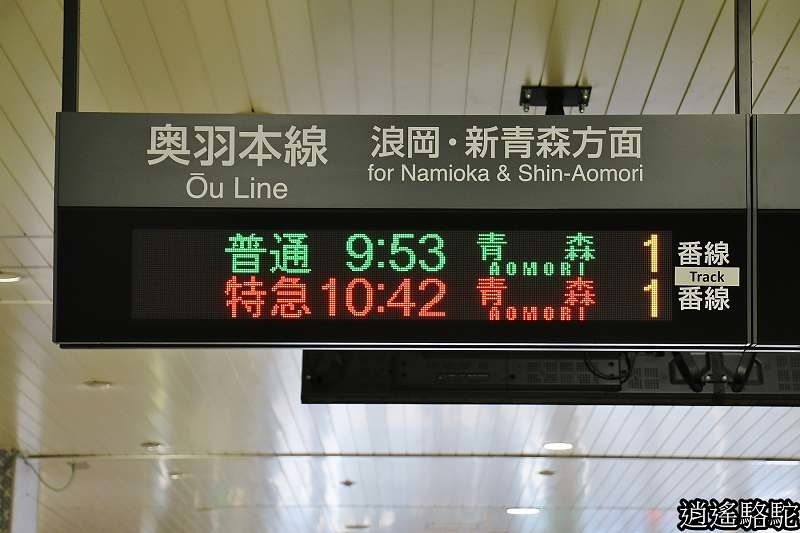 奥羽本線 浪岡・新青森方面
Ōu Line for Namioka & Shin-Aomori
普通 9:53 青森 1 番線
AOMORI
Track
特急 10:42 青森 1 番線
AOMORI
逍遙駱駝